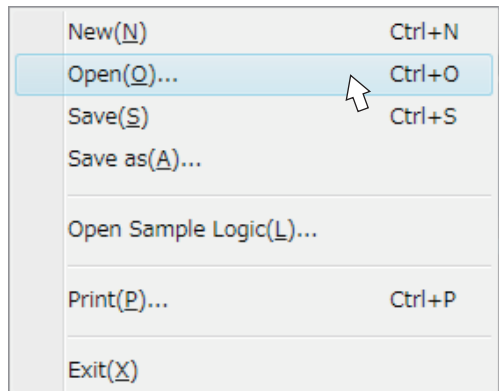 New(N) Ctrl+N
Open(O)... Ctrl+O
Save(S) Ctrl+S
Save as(A)...
Open Sample Logic(L)...
Print(P)... Ctrl+P
Exit(X)